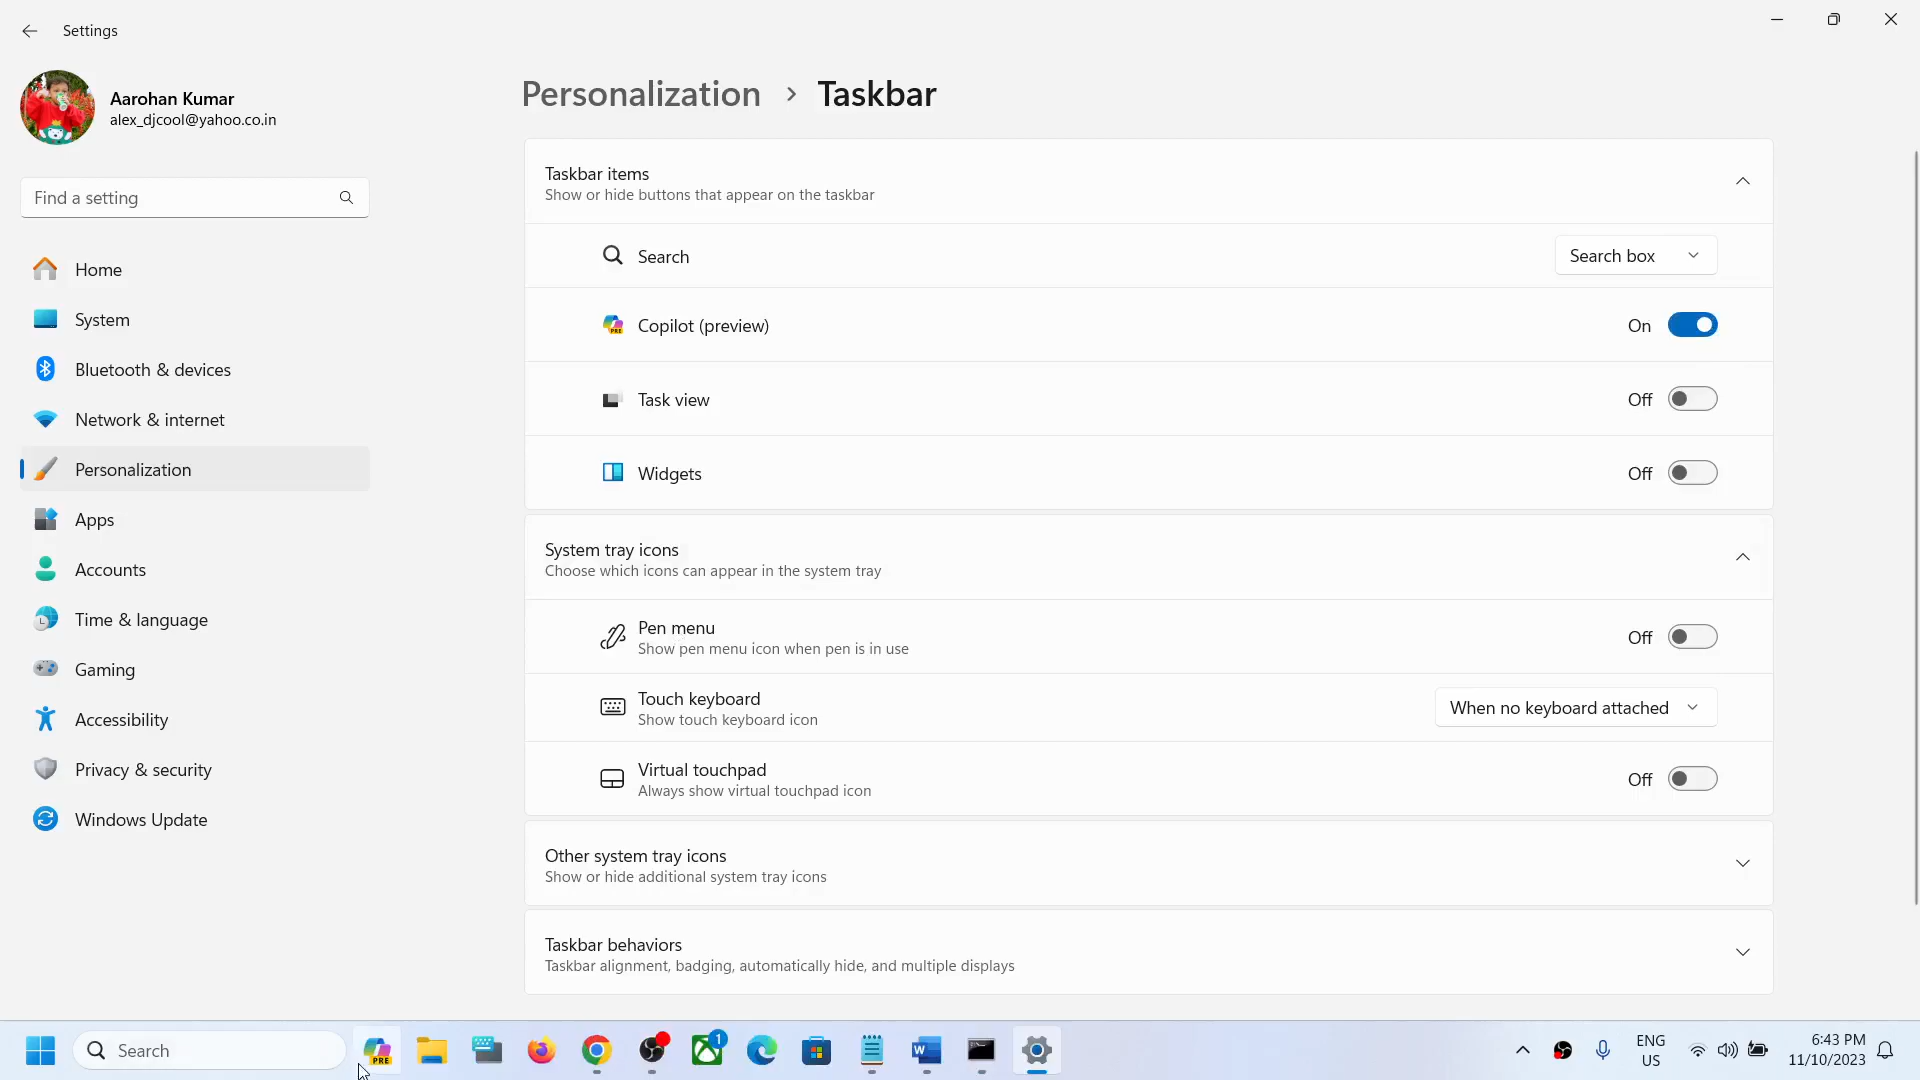 Settings
Aarohan Kumar
alex_djcool@yahoo.co.in
Find a setting
Home
System
Bluetooth & devices
Network & internet
Personalization
Apps
Accounts
Time & language
Gaming
Accessibility
Privacy & security
Windows Update
Personalization > Taskbar
Taskbar items
Show or hide buttons that appear on the taskbar
Search
Search box
Copilot (preview)
On
Task view
Off
Widgets
Off
System tray icons
Choose which icons can appear in the system tray
Pen menu
Show pen menu icon when pen is in use
Off
Touch keyboard
Show touch keyboard icon
When no keyboard attached
Virtual touchpad
Always show virtual touchpad icon
Off
Other system tray icons
Show or hide additional system tray icons
Taskbar behaviors
Taskbar alignment, badging, automatically hide, and multiple displays
Search
PRE
1
W
ENG
US
6:43 PM
11/10/2023